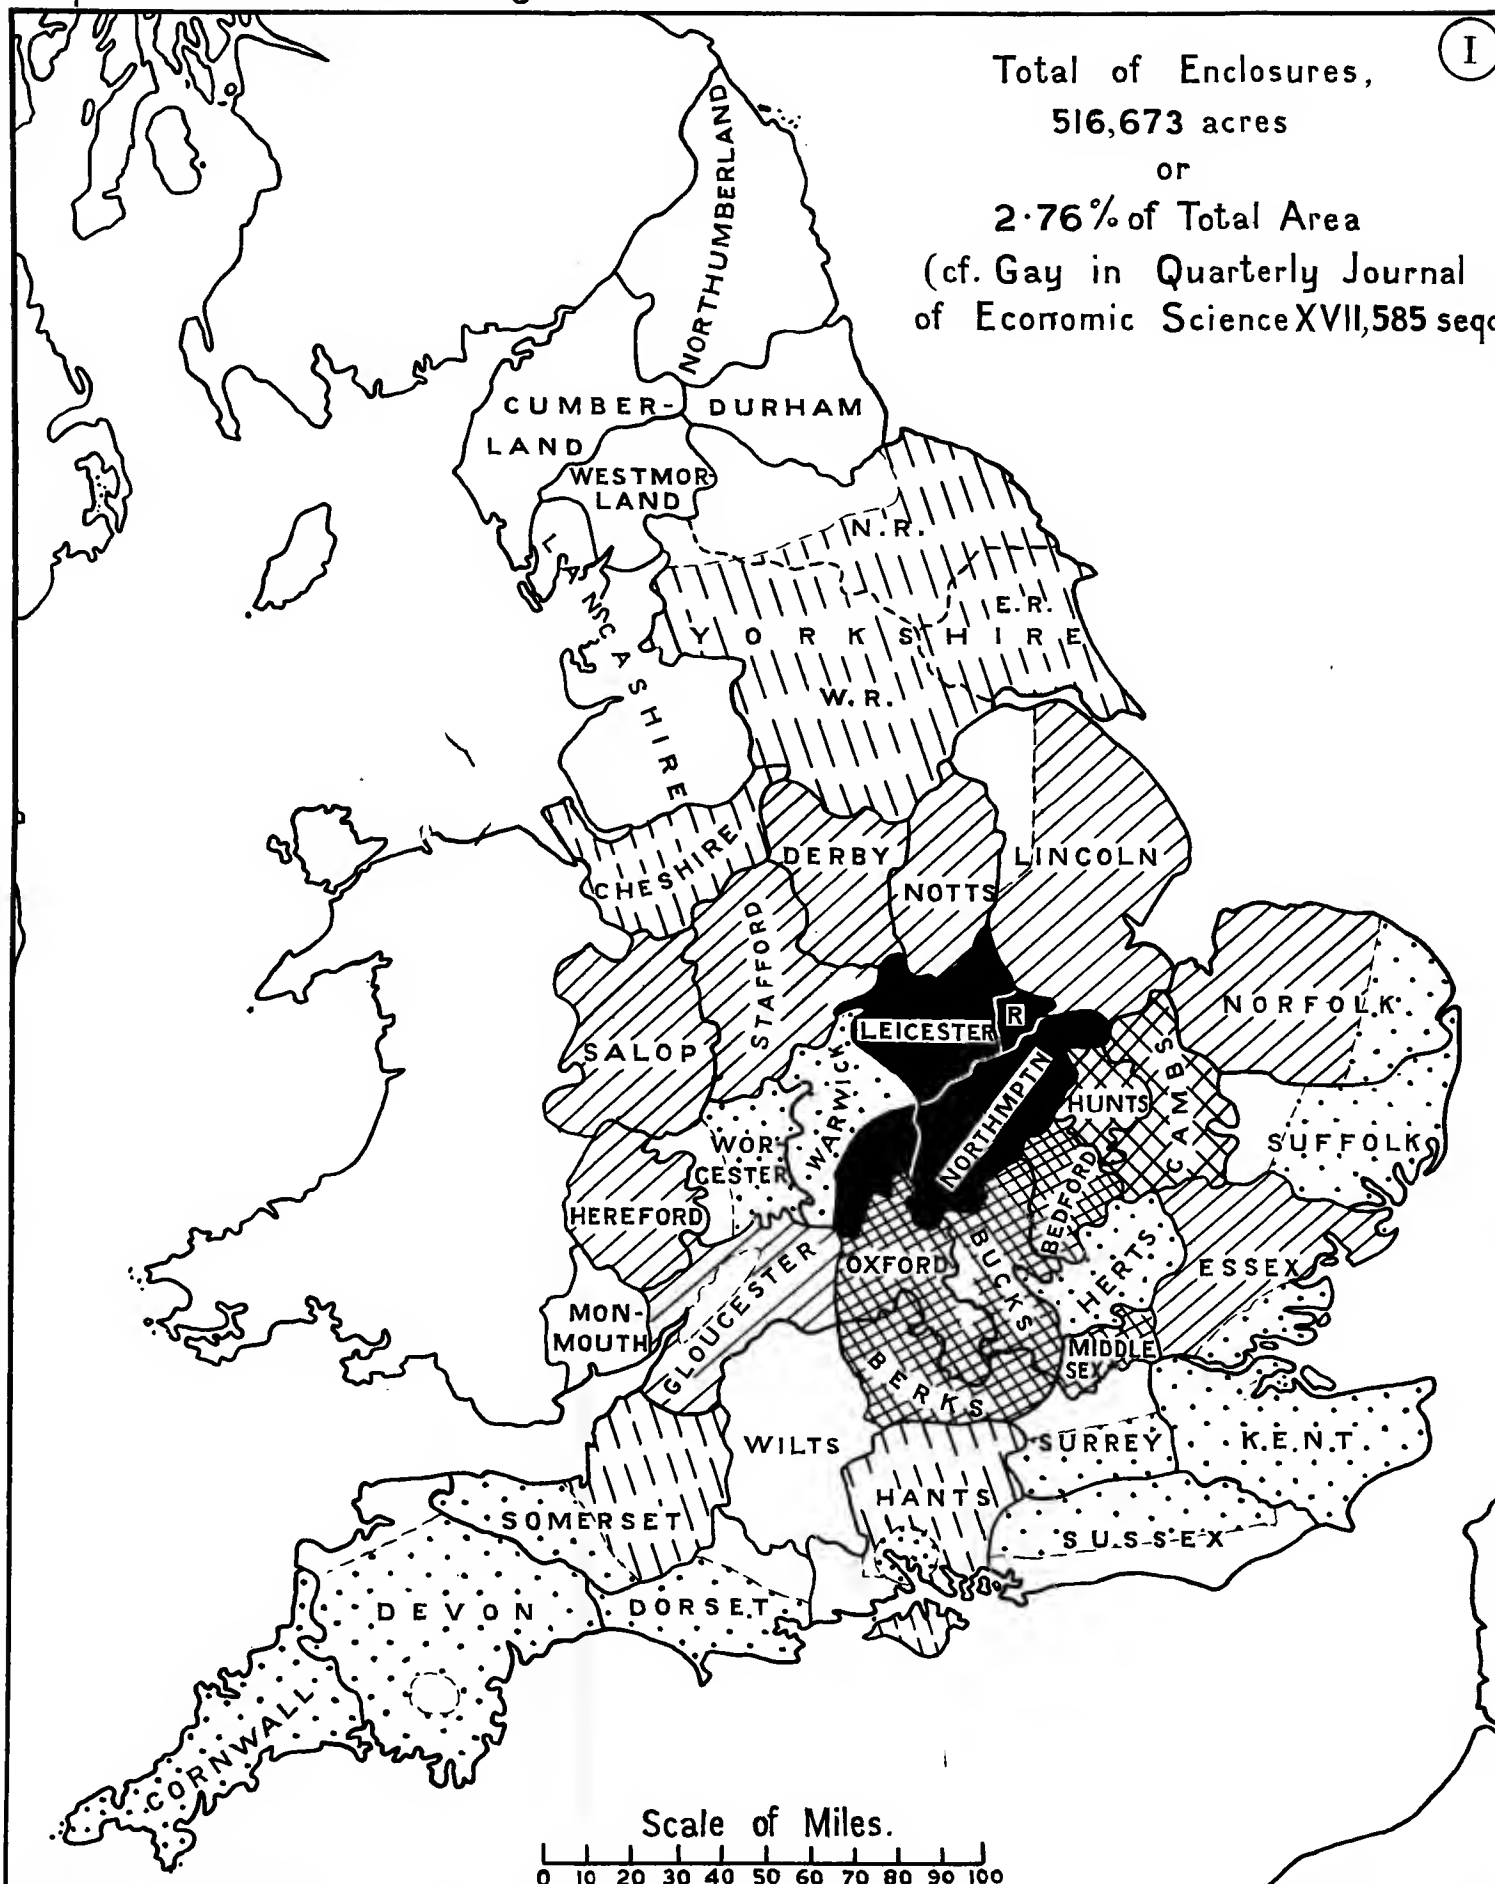 I
Total of Enclosures,
516,673 acres
or
2·76% of Total Area
(cf. Gay in Quarterly Journal
of Economic Science XVII, 585 seqq
NORTHUMBERLAND
CUMBER-
LAND
DURHAM
WESTMOR-
LAND
LANCASHIRE
N.R.
E.R.
YORKSHIRE
W.R.
CHESHIRE
DERBY
NOTTS
LINCOLN
STAFFORD
SALOP
LEICESTER
R
NORFOLK
WARWICK
NORTHMPTN
HUNTS
CAMBS
SUFFOLK
WOR-
CESTER
HEREFORD
BEDFORD
BUCKS
OXFORD
HERTS
ESSEX
GLOUCESTER
MON-
MOUTH
MIDDLE
SEX
BERKS
WILTS
SURREY
K.E.N.T.
HANTS
SOMERSET
SUSSEX
DEVON
DORSET
CORNWALL
Scale of Miles.
0 10 20 30 40 50 60 70 80 90 100